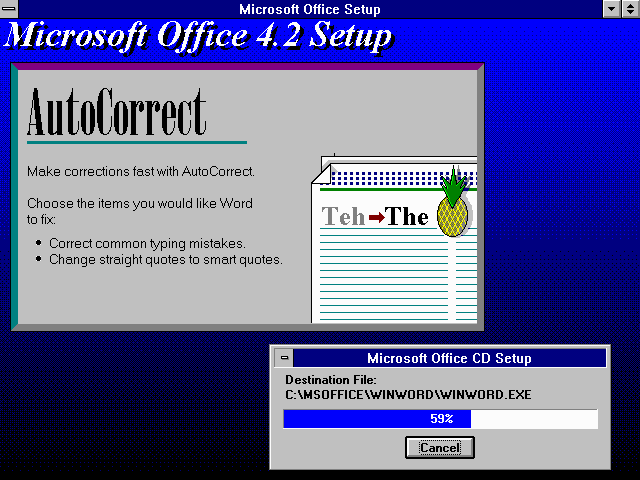 Microsoft Office Setup
Microsoft Office 4.2 Setup
AutoCorrect
Make corrections fast with AutoCorrect.
Choose the items you would like Word
to fix:
• Correct common typing mistakes.
• Change straight quotes to smart quotes.
Teh➡The
Microsoft Office CD Setup
Destination File:
C:\MSOFFICE\WINWORD\WINWORD.EXE
59%
Cancel